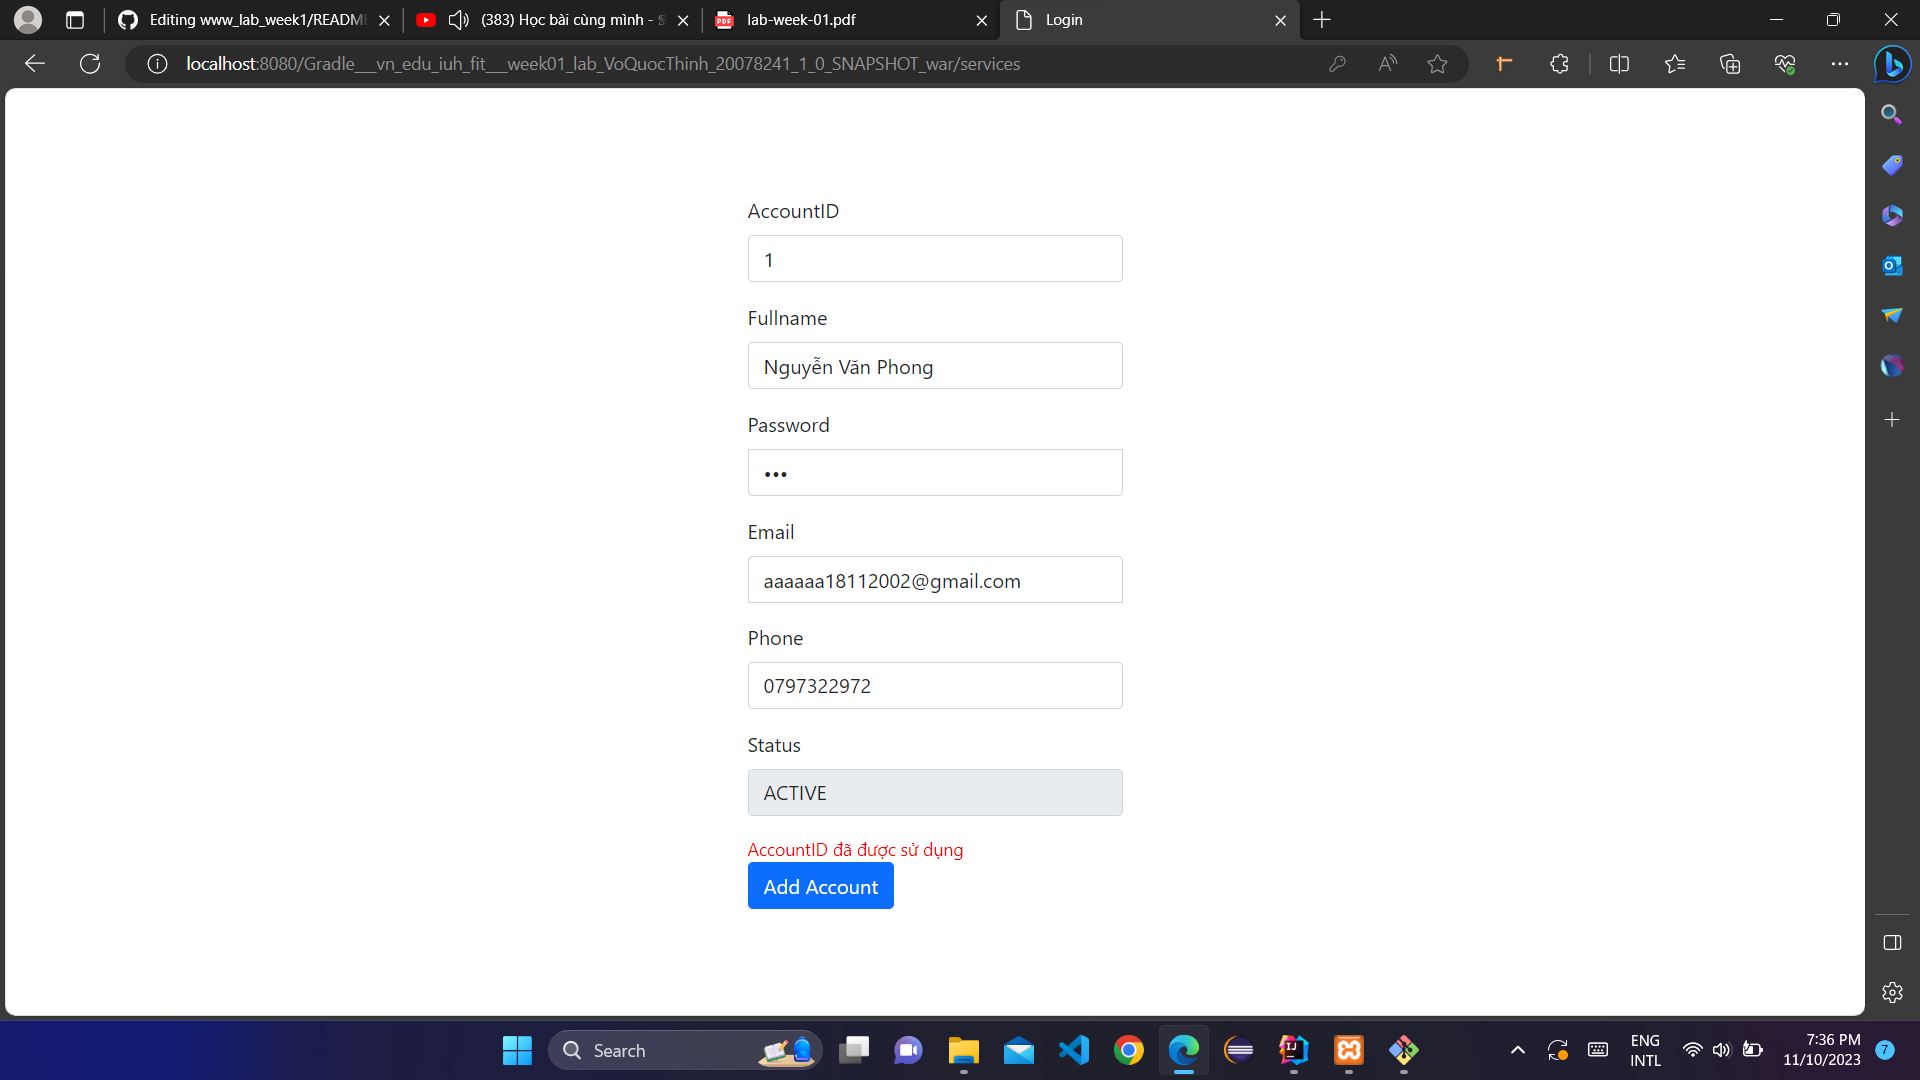 Editing www_lab_week1/README
(383) Học bài cùng mình - S
lab-week-01.pdf
Login
localhost:8080/Gradle___vn_edu_iuh_fit___week01_lab_VoQuocThinh_20078241_1_0_SNAPSHOT_war/services
AccountID
1
Fullname
Nguyễn Văn Phong
Password
•••
Email
aaaaaa18112002@gmail.com
Phone
0797322972
Status
ACTIVE
AccountID đã được sử dụng
Add Account
Search
ENG
INTL
7:36 PM
11/10/2023
7